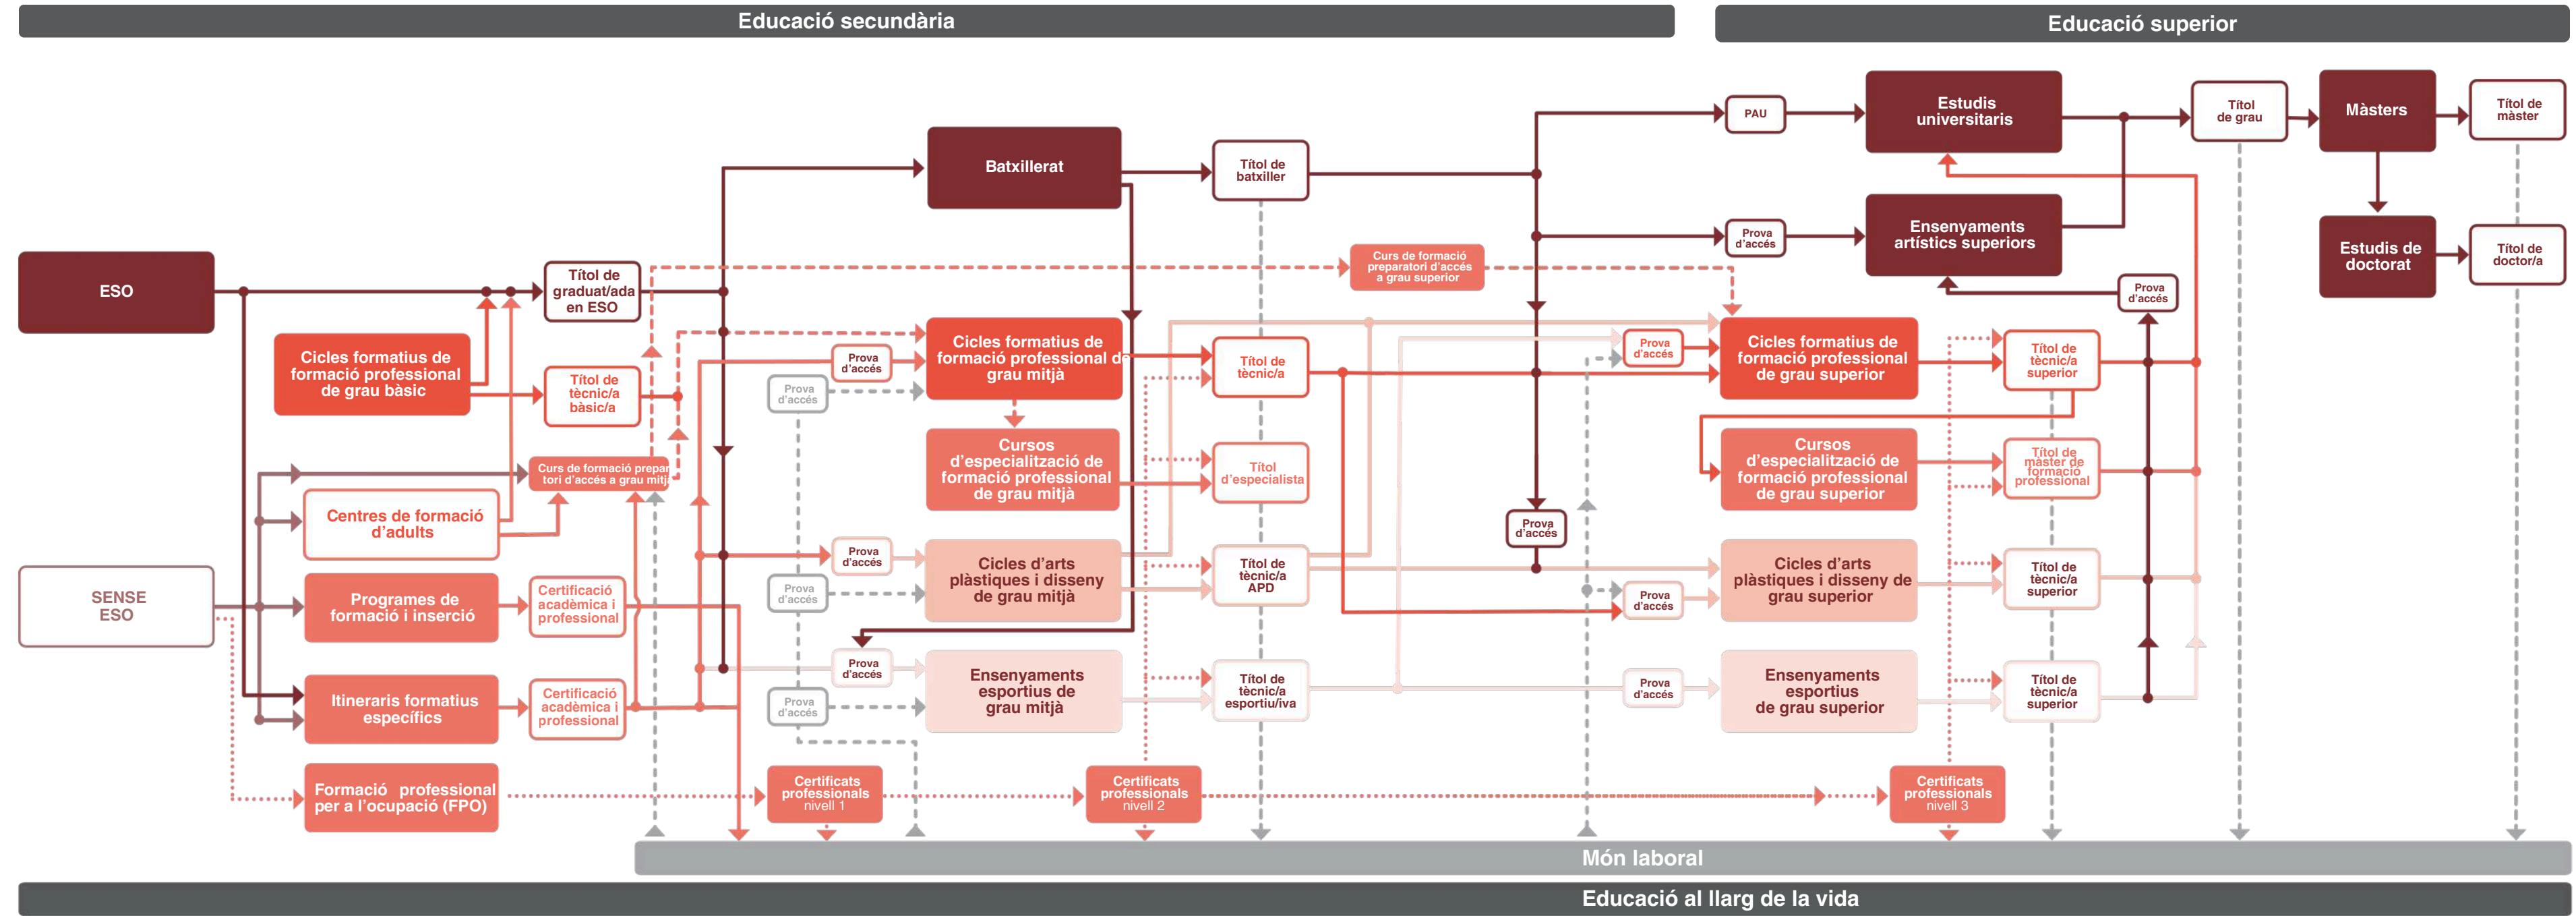 Educació secundària
Educació superior
ESO
SENSE
ESO
Cicles formatius de
formació professional
de grau bàsic
Centres de formació
d'adults
Programes de
formació i inserció
Itineraris formatius
específics
Formació professional
per a l'ocupació (FPO)
Títol de
graduat/ada
en ESO
Títol de
tècnic/a
bàsic/a
Curs de formació prepar
tori d'accés a grau mitjà
Certificació
acadèmica i
professional
Certificació
acadèmica i
professional
Prova
d'accés
Prova
d'accés
Prova
d'accés
Prova
d'accés
Prova
d'accés
Prova
d'accés
Certificats
professionals
nivell 1
Batxillerat
Cicles formatius de
formació professional de
grau mitjà
Cursos
d'especialització de
formació professional
de grau mitjà
Cicles d'arts
plàstiques i disseny
de grau mitjà
Ensenyaments
esportius de
grau mitjà
Certificats
professionals
nivell 2
Títol de
batxiller
Títol de
tècnic/a
Títol
d'especialista
Títol de
tècnic/a
APD
Títol de
tècnic/a
esportiu/iva
Curs de formació
preparatori d'accés
a grau superior
Prova
d'accés
PAU
Prova
d'accés
Prova
d'accés
Prova
d'accés
Prova
d'accés
Estudis
universitaris
Ensenyaments
artístics superiors
Cicles formatius de
formació professional
de grau superior
Cursos
d'especialització de
formació professional
de grau superior
Cicles d'arts
plàstiques i disseny de
grau superior
Ensenyaments
esportius
de grau superior
Certificats
professionals
nivell 3
Prova
d'accés
Títol de
tècnic/a
superior
Títol de
màster de
formació
professional
Títol de
tècnic/a
superior
Títol de
tècnic/a
superior
Títol
de grau
Màsters
Títol de
màster
Estudis de
doctorat
Títol de
doctor/a
Món laboral
Educació al llarg de la vida